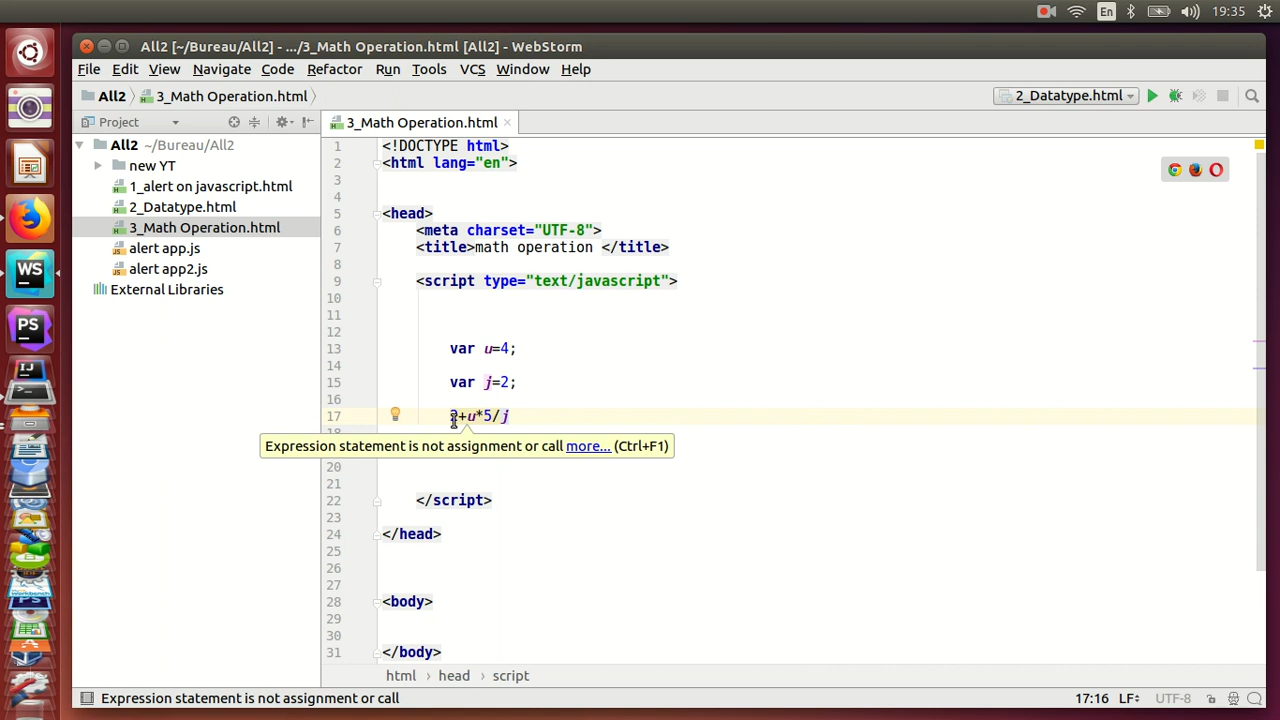 En 19:35
All2 [~/Bureau/All2] - .../3_Math Operation.html [All2] - WebStorm
File Edit View Navigate Code Refactor Run Tools VCS Window Help
All2 3_Math Operation.html 2_Datatype.html
Project 3_Math Operation.html
All2 ~/Bureau/All2
new YT
1_alert on javascript.html
2_Datatype.html
3_Math Operation.html
alert app.js
alert app2.js
External Libraries
WS
PS
1 <!DOCTYPE html>
2 <html lang="en">
3
4
5 <head>
6 <meta charset="UTF-8">
7 <title>math operation </title>
8
9 <script type="text/javascript">
10
11
12
13 var u=4;
14
15 var j=2;
16
17 2+u*5/j
Expression statement is not assignment or call more... (Ctrl+F1)
20
21
22 </script>
23
24 </head>
25
26
27
28 <body>
29
30
31 </body>
html › head › script
Expression statement is not assignment or call 17:16 LF UTF-8